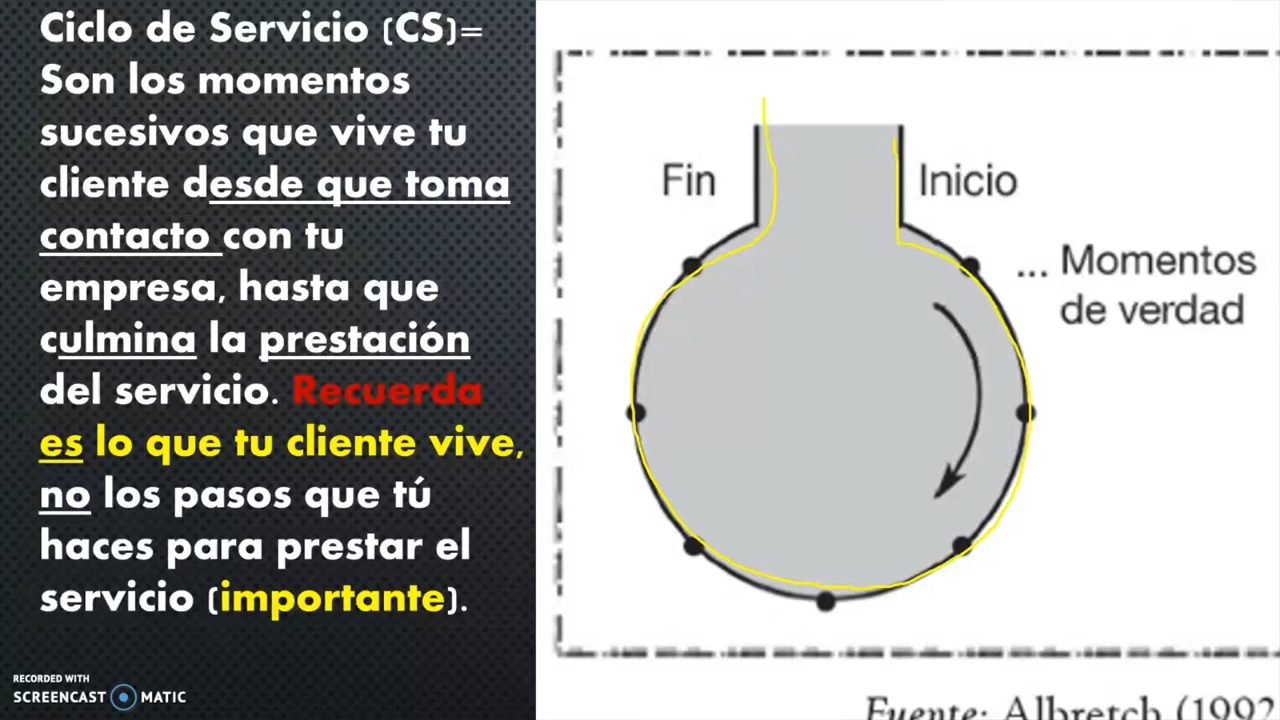 Ciclo de Servicio (CS)=
Son los momentos
sucesivos que vive tu
cliente desde que toma
contacto con tu
empresa, hasta que
culmina la prestación
del servicio. Recuerda
es lo que tu cliente vive,
no los pasos que tú
haces para prestar el
servicio (importante).
RECORDED WITH
SCREENCAST MATIC
Fin
Inicio
... Momentos
de verdad
Fuente: Albretch (1992